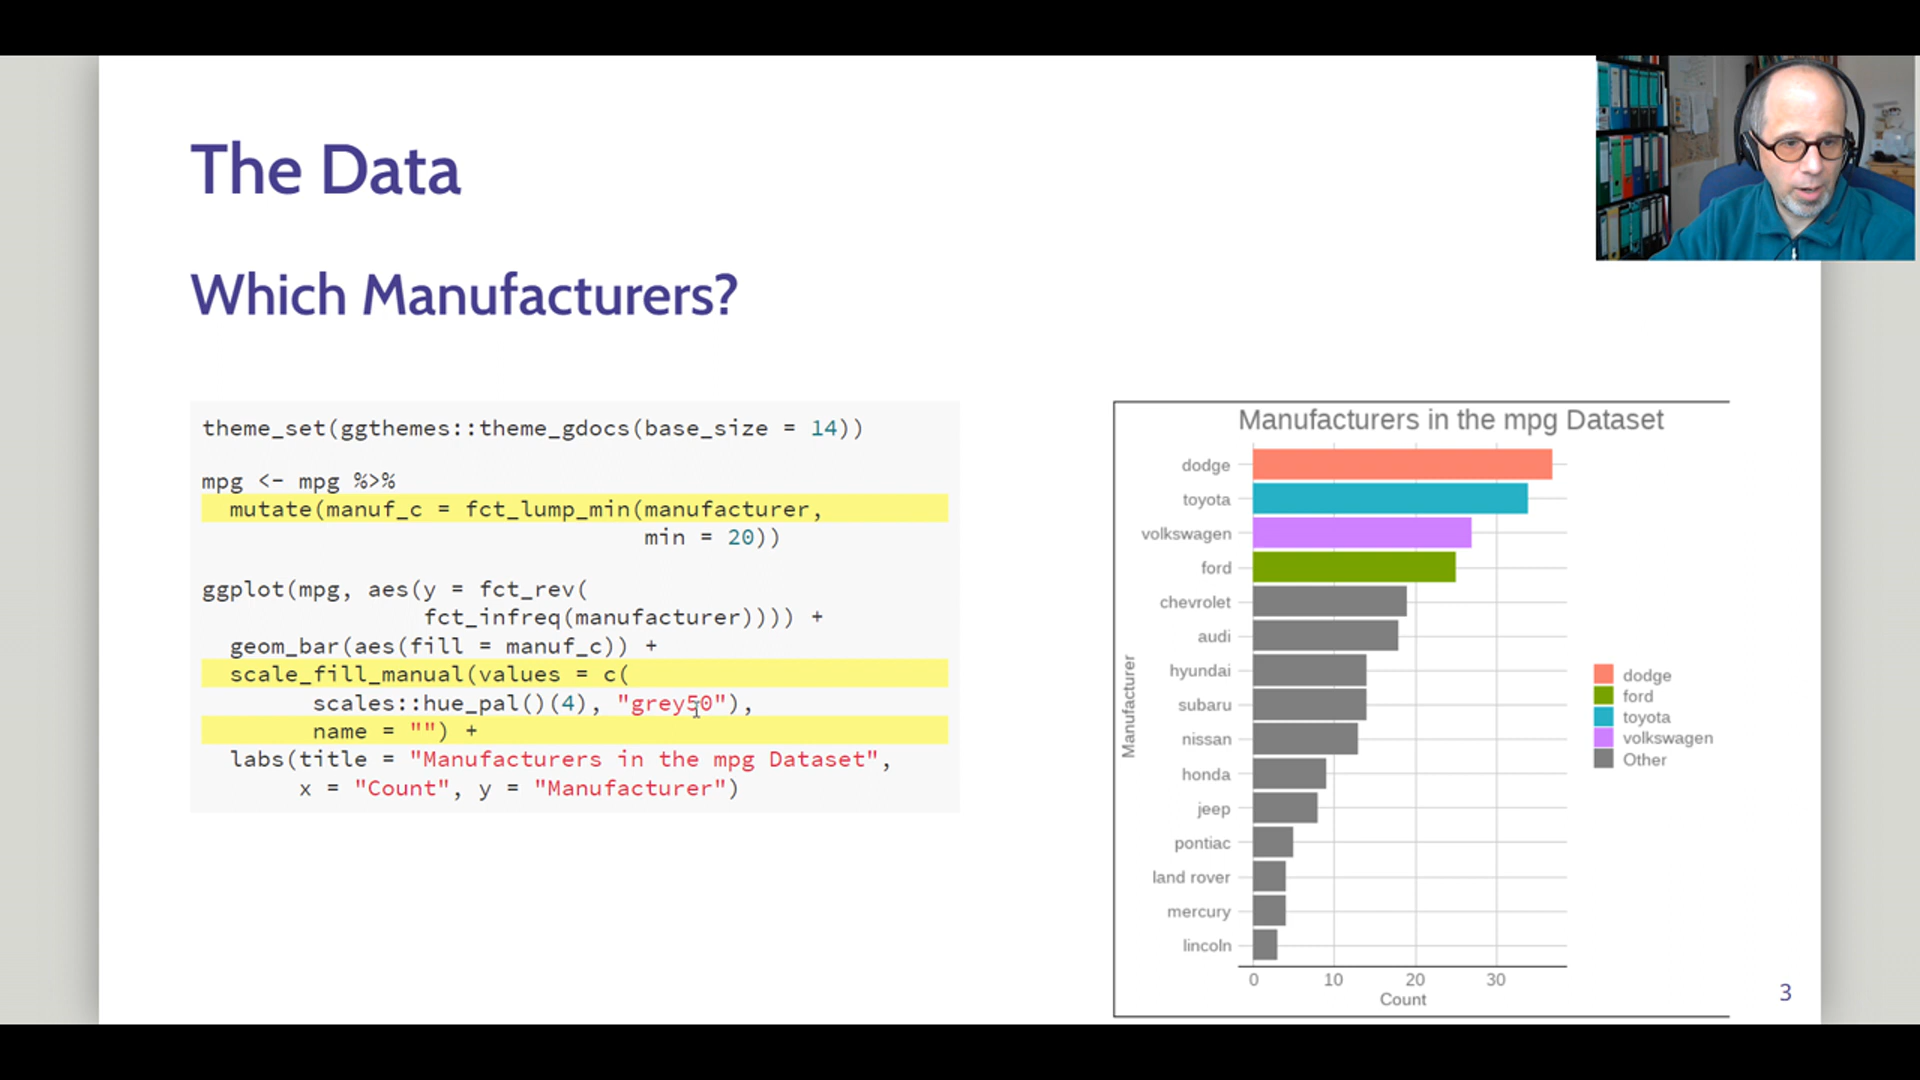 The Data
Which Manufacturers?
theme_set(ggthemes::theme_gdocs(base_size = 14))
mpg <- mpg %>%
mutate(manuf_c = fct_lump_min(manufacturer,
min = 20))
ggplot(mpg, aes(y = fct_rev(
fct_infreq(manufacturer)))) +
geom_bar(aes(fill = manuf_c)) +
scale_fill_manual(values = c(
scales::hue_pal()(4), "grey50"),
name = "") +
labs(title = "Manufacturers in the mpg Dataset",
x = "Count", y = "Manufacturer")
Manufacturers in the mpg Dataset
Manufacturer
dodge
toyota
volkswagen
ford
chevrolet
audi
hyundai
subaru
nissan
honda
jeep
pontiac
land rover
mercury
lincoln
0 10 20 30
Count
dodge
ford
toyota
volkswagen
Other
3